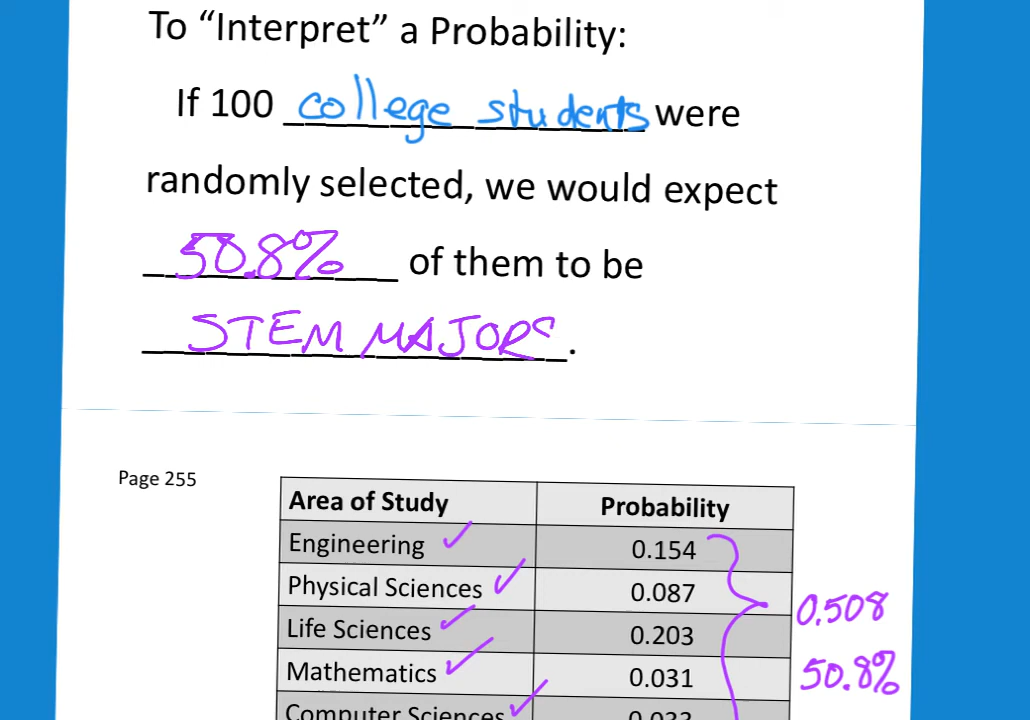 To “Interpret” a Probability:
If 100 college students were
randomly selected, we would expect
50.8% of them to be
STEM MAJORS.
Page 255
Area of Study Probability
Engineering ✓ 0.154
Physical Sciences ✓ 0.087
0.508
Life Sciences ✓ 0.203
Mathematics ✓ 0.031
50.8%
Computer Sciences ✓